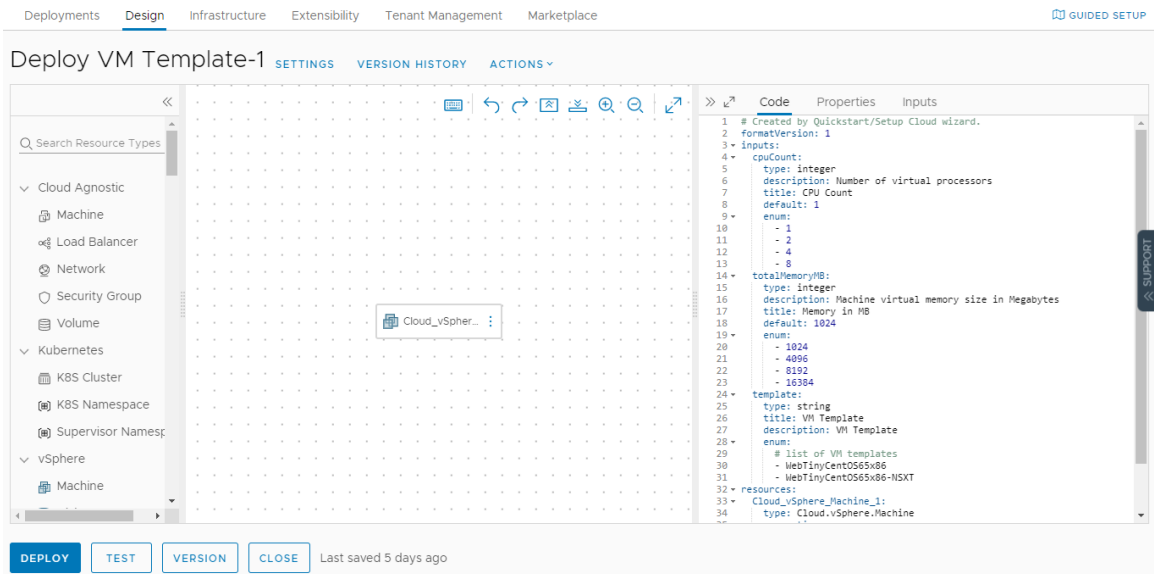 Deployments Design Infrastructure Extensibility Tenant Management Marketplace GUIDED SETUP
Deploy VM Template-1 SETTINGS VERSION HISTORY ACTIONS
Search Resource Types
Cloud Agnostic
Machine
Load Balancer
Network
Security Group
Volume
Kubernetes
K8S Cluster
K8S Namespace
Supervisor Namesp
vSphere
Machine
Cloud_vSpher...
Code Properties Inputs
1 # Created by Quickstart/Setup Cloud wizard.
2 formatVersion: 1
3 inputs:
4 cpuCount:
5 type: integer
6 description: Number of virtual processors
7 title: CPU Count
8 default: 1
9 enum:
10 - 1
11 - 2
12 - 4
13 - 8
14 totalMemoryMB:
15 type: integer
16 description: Machine virtual memory size in Megabytes
17 title: Memory in MB
18 default: 1024
19 enum:
20 - 1024
21 - 4096
22 - 8192
23 - 16384
24 template:
25 type: string
26 title: VM Template
27 description: VM Template
28 enum:
29 # list of VM templates
30 - WebTinyCentOS65x86
31 - WebTinyCentOS65x86-NSXT
32 resources:
33 Cloud_vSphere_Machine_1:
34 type: Cloud.vSphere.Machine
SUPPORT
DEPLOY TEST VERSION CLOSE Last saved 5 days ago